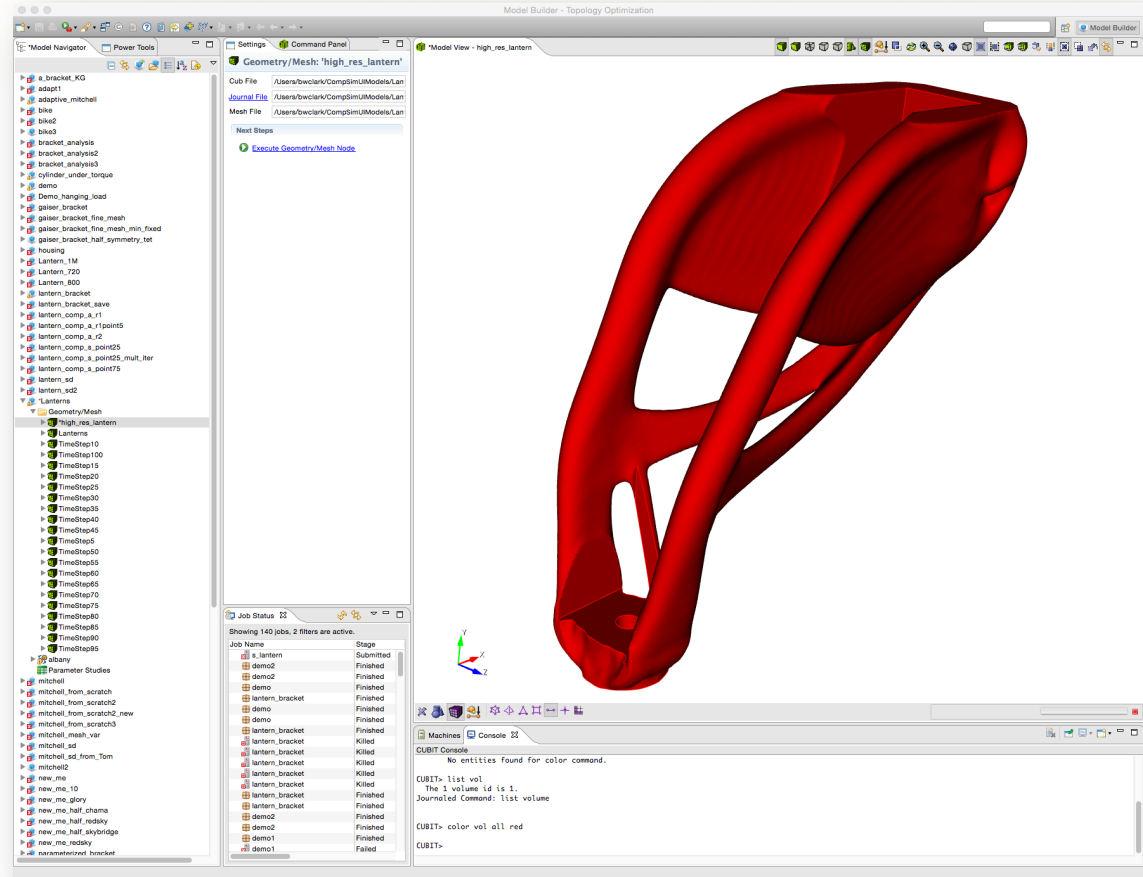 Model Builder - Topology Optimization
Model Builder
*Model Navigator
Power Tools
a_bracket_KG
adapt1
adaptive_mitchell
bike
bike2
bike3
bracket_analysis
bracket_analysis2
bracket_analysis3
cylinder_under_torque
demo
Demo_hanging_load
gaiser_bracket
gaiser_bracket_fine_mesh
gaiser_bracket_fine_mesh_min_fixed
gaiser_bracket_half_symmetry_tet
housing
Lantern_1M
Lantern_720
Lantern_800
lantern_bracket
lantern_bracket_save
lantern_comp_a_r1
lantern_comp_a_r1point5
lantern_comp_a_r2
lantern_comp_s_point25
lantern_comp_s_point25_mult_iter
lantern_comp_s_point75
lantern_sd
lantern_sd2
*Lanterns
Geometry/Mesh
*high_res_lantern
Lanterns
TimeStep10
TimeStep100
TimeStep15
TimeStep20
TimeStep25
TimeStep30
TimeStep35
TimeStep40
TimeStep45
TimeStep5
TimeStep50
TimeStep55
TimeStep60
TimeStep65
TimeStep70
TimeStep75
TimeStep80
TimeStep85
TimeStep90
TimeStep95
albany
Parameter Studies
mitchell
mitchell_from_scratch
mitchell_from_scratch2
mitchell_from_scratch2_new
mitchell_from_scratch3
mitchell_mesh_var
mitchell_sd
mitchell_sd_from_Tom
mitchell2
new_me
new_me_10
new_me_glory
new_me_half_chama
new_me_half_redsky
new_me_half_skybridge
new_me_redsky
parameterized_bracket
Settings
Command Panel
Geometry/Mesh: 'high_res_lantern'
Cub File /Users/bwclark/CompSimUIModels/Lan
Journal File /Users/bwclark/CompSimUIModels/Lan
Mesh File /Users/bwclark/CompSimUIModels/Lan
Next Steps
Execute Geometry/Mesh Node
Job Status
Showing 140 jobs, 2 filters are active.
Job Name Stage
s_lantern Submitted
demo2 Finished
demo2 Finished
demo Finished
lantern_bracket Finished
demo Finished
demo Finished
lantern_bracket Finished
lantern_bracket Killed
lantern_bracket Killed
lantern_bracket Killed
lantern_bracket Killed
lantern_bracket Killed
lantern_bracket Finished
lantern_bracket Finished
demo2 Finished
demo2 Finished
demo1 Finished
demo1 Failed
*Model View - high_res_lantern
Y
X
Z
Machines
Console
CUBIT Console
No entities found for color command.
CUBIT> list vol
The 1 volume id is 1.
Journaled Command: list volume
CUBIT> color vol all red
CUBIT>